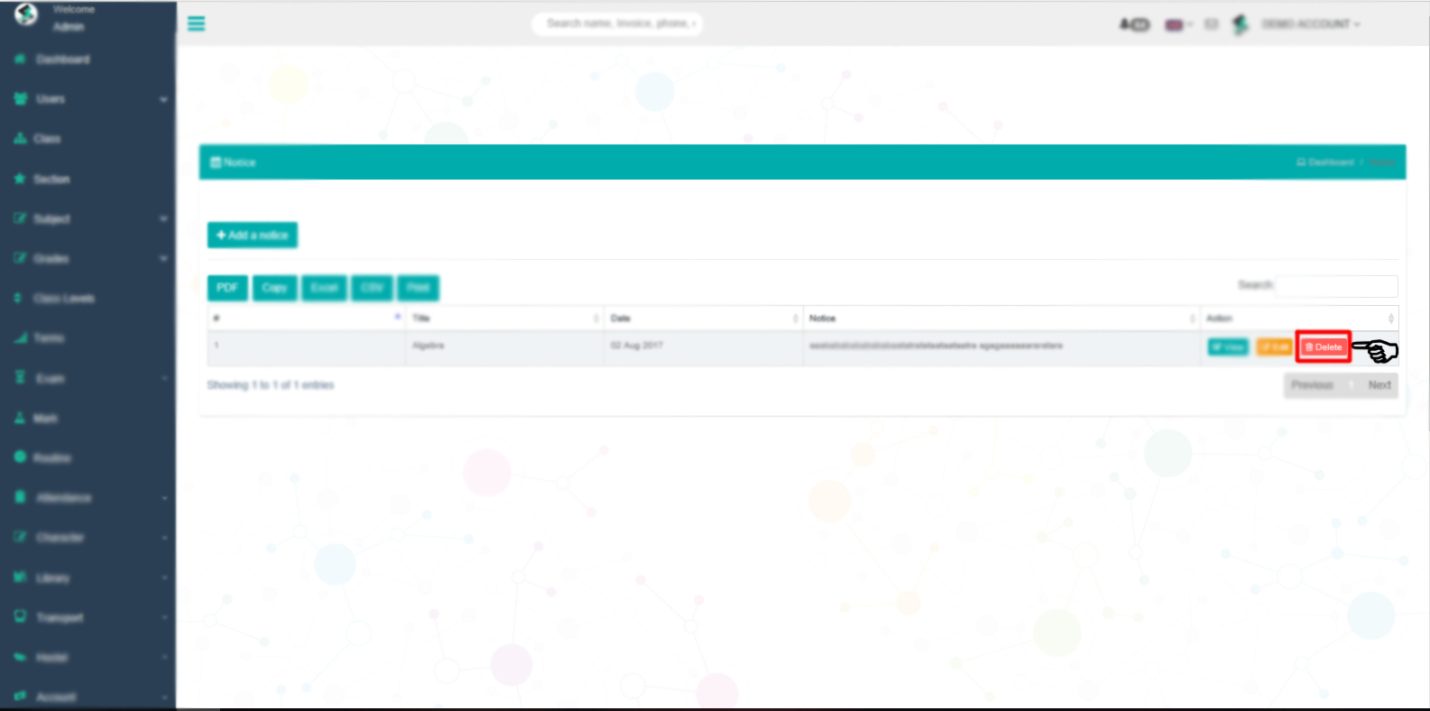 Welcome
Admin
Search name, Invoice, phone,
DEMO ACCOUNT
Dashboard
Users
Class
Section
Subject
Grades
Class Levels
Terms
Exam
Mark
Routine
Attendance
Character
Library
Transport
Hostel
Account
Notice
Dashboard /
+ Add a notice
PDF Copy Excel CSV Print
Search:
# Title Date Notice Action
1 Algebra 02 Aug 2017 View Edit Delete
Showing 1 to 1 of 1 entries
Previous 1 Next